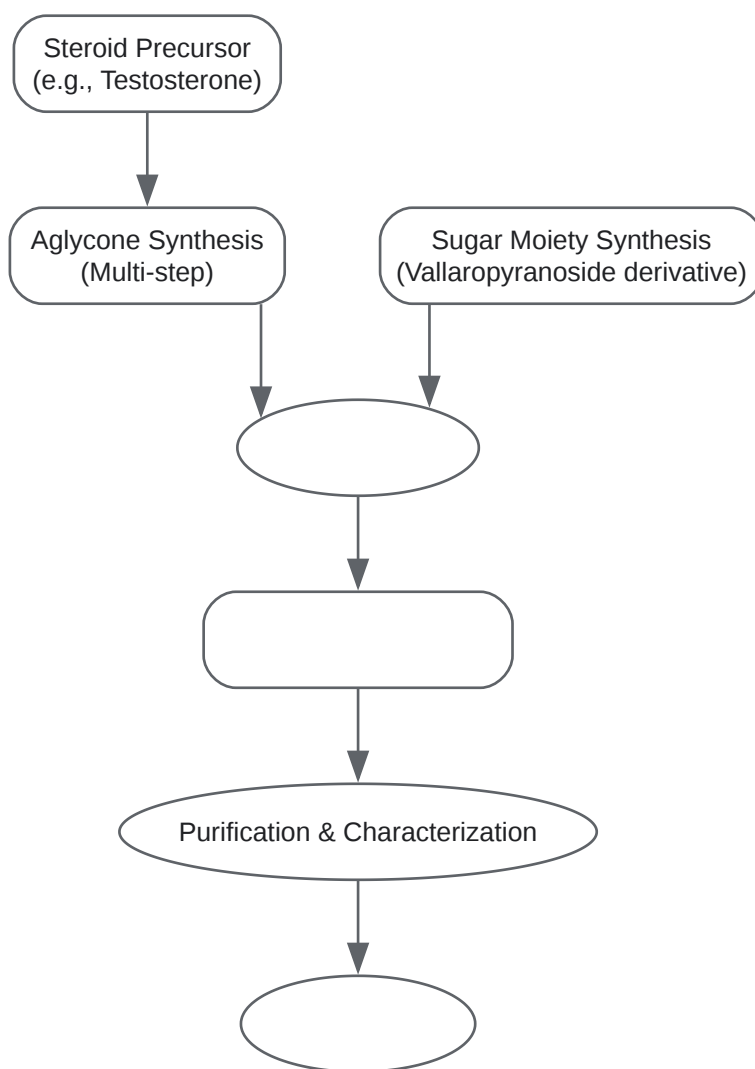 Steroid Precursor
(e.g., Testosterone)
Aglycone Synthesis
(Multi-step)
Sugar Moiety Synthesis
(Vallaropyranoside derivative)
Purification & Characterization